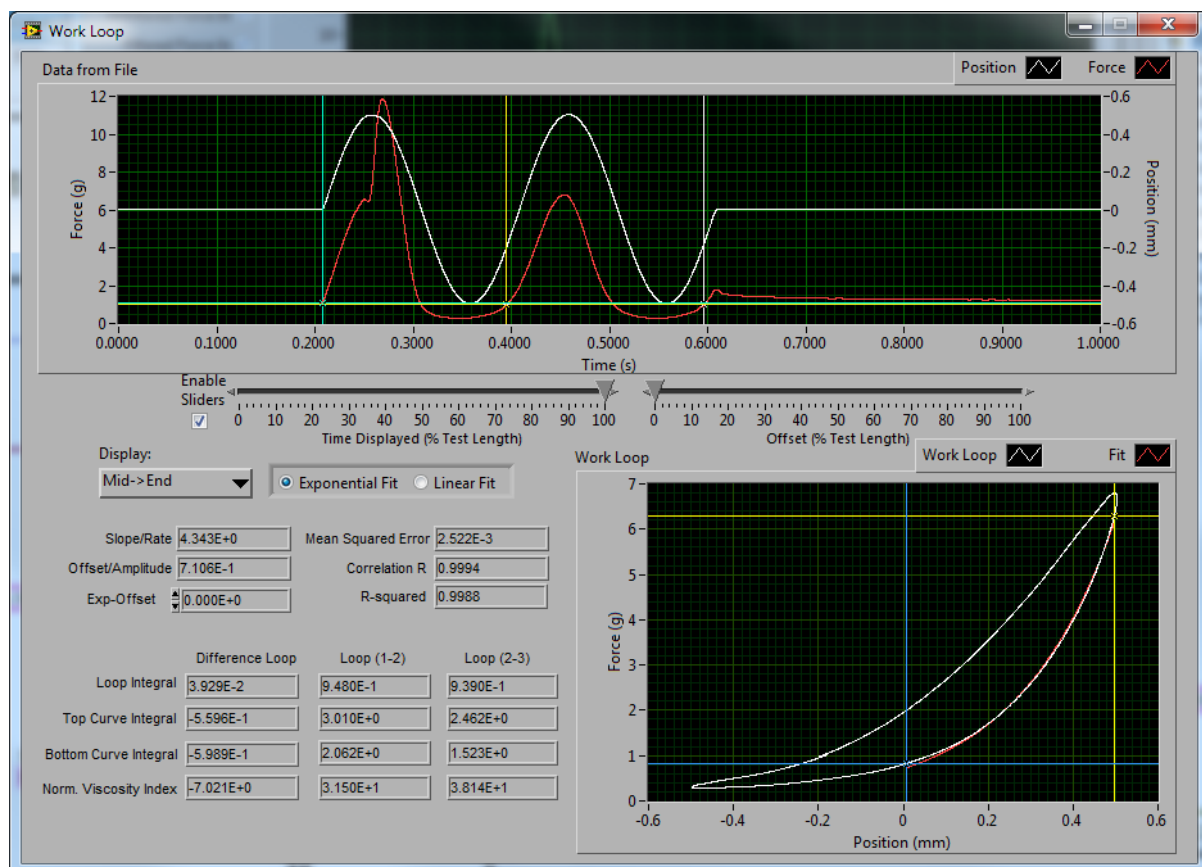 Work Loop
Data from File
Position Force
12- -0.6
10- -0.4
8- -0.2
6- -0
4- --0.2
2- --0.4
0- --0.6
Force (g)
Position (mm)
0.0000 0.1000 0.2000 0.3000 0.4000 0.5000 0.6000 0.7000 0.8000 0.9000 1.0000
Time (s)
Enable
Sliders
0 10 20 30 40 50 60 70 80 90 100
Time Displayed (% Test Length)
0 10 20 30 40 50 60 70 80 90 100
Offset (% Test Length)
Display:
Mid->End
Exponential Fit Linear Fit
Slope/Rate 4.343E+0 Mean Squared Error 2.522E-3
Offset/Amplitude 7.106E-1 Correlation R 0.9994
Exp-Offset 0.000E+0 R-squared 0.9988
Difference Loop Loop (1-2) Loop (2-3)
Loop Integral 3.929E-2 9.480E-1 9.390E-1
Top Curve Integral -5.596E-1 3.010E+0 2.462E+0
Bottom Curve Integral -5.989E-1 2.062E+0 1.523E+0
Norm. Viscosity Index -7.021E+0 3.150E+1 3.814E+1
Work Loop
Work Loop Fit
7-
6-
5-
4-
3-
2-
1-
0-
Force (g)
-0.6 -0.4 -0.2 0 0.2 0.4 0.6
Position (mm)